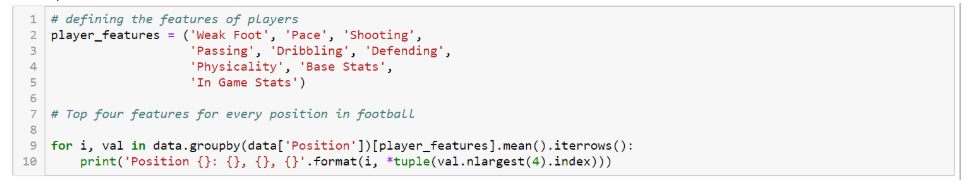 1 # defining the features of players
2 player_features = ('Weak Foot', 'Pace', 'Shooting',
3                    'Passing', 'Dribbling', 'Defending',
4                    'Physicality', 'Base Stats',
5                    'In Game Stats')
6
7 # Top four features for every position in football
8
9 for i, val in data.groupby(data['Position'])[player_features].mean().iterrows():
10     print('Position {}: {}, {}, {}'.format(i, *tuple(val.nlargest(4).index)))